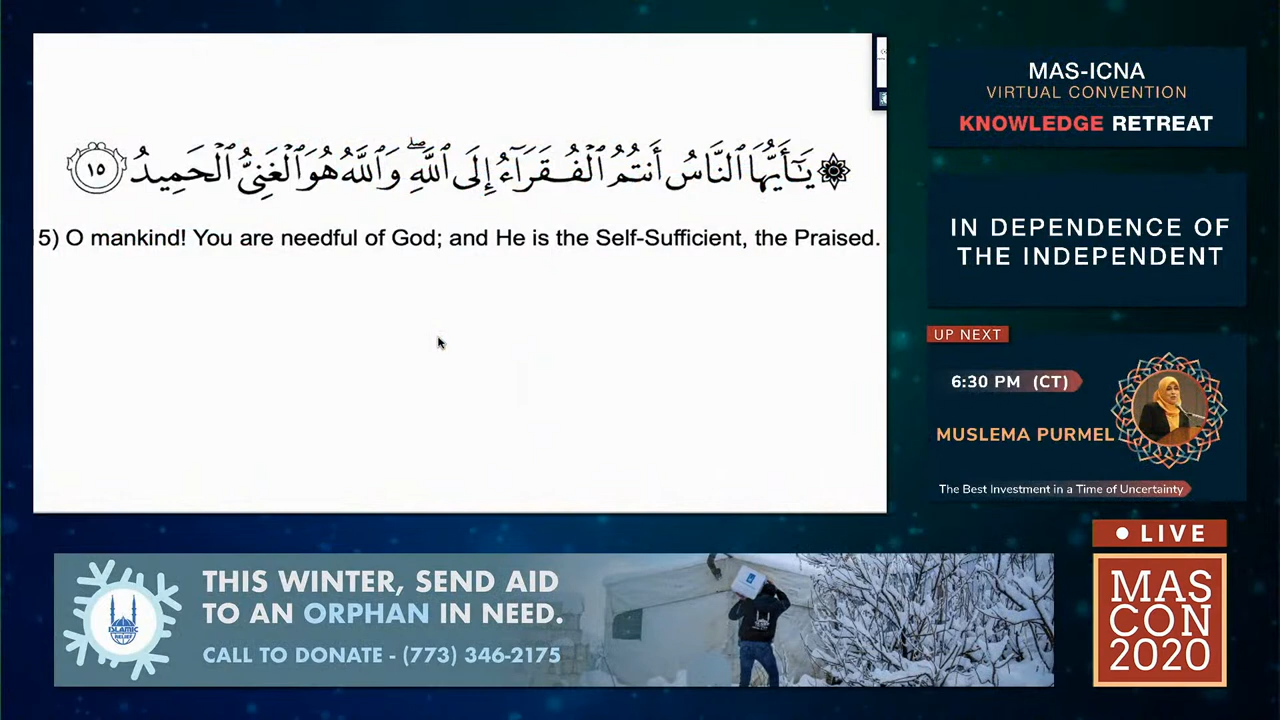 ۞ يَـٰٓأَيُّهَا ٱلنَّاسُ أَنتُمُ ٱلْفُقَرَآءُ إِلَى ٱللَّهِ ۖ وَٱللَّهُ هُوَ ٱلْغَنِىُّ ٱلْحَمِيدُ ١٥
5) O mankind! You are needful of God; and He is the Self-Sufficient, the Praised.
MAS-ICNA
VIRTUAL CONVENTION
KNOWLEDGE RETREAT
IN DEPENDENCE OF
THE INDEPENDENT
UP NEXT
6:30 PM (CT)
MUSLEMA PURMEL
The Best Investment in a Time of Uncertainty
THIS WINTER, SEND AID
TO AN ORPHAN IN NEED.
CALL TO DONATE - (773) 346-2175
ISLAMIC
RELIEF
LIVE
MAS
CON
2020